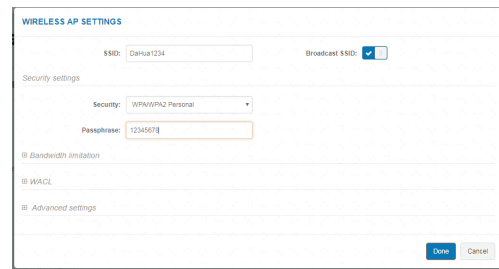 WIRELESS AP SETTINGS
SSID: DaHua1234 Broadcast SSID:
Security settings
Security: WPA/WPA2 Personal
Passphrase: 12345678
Bandwidth limitation
WACL
Advanced settings
Done Cancel